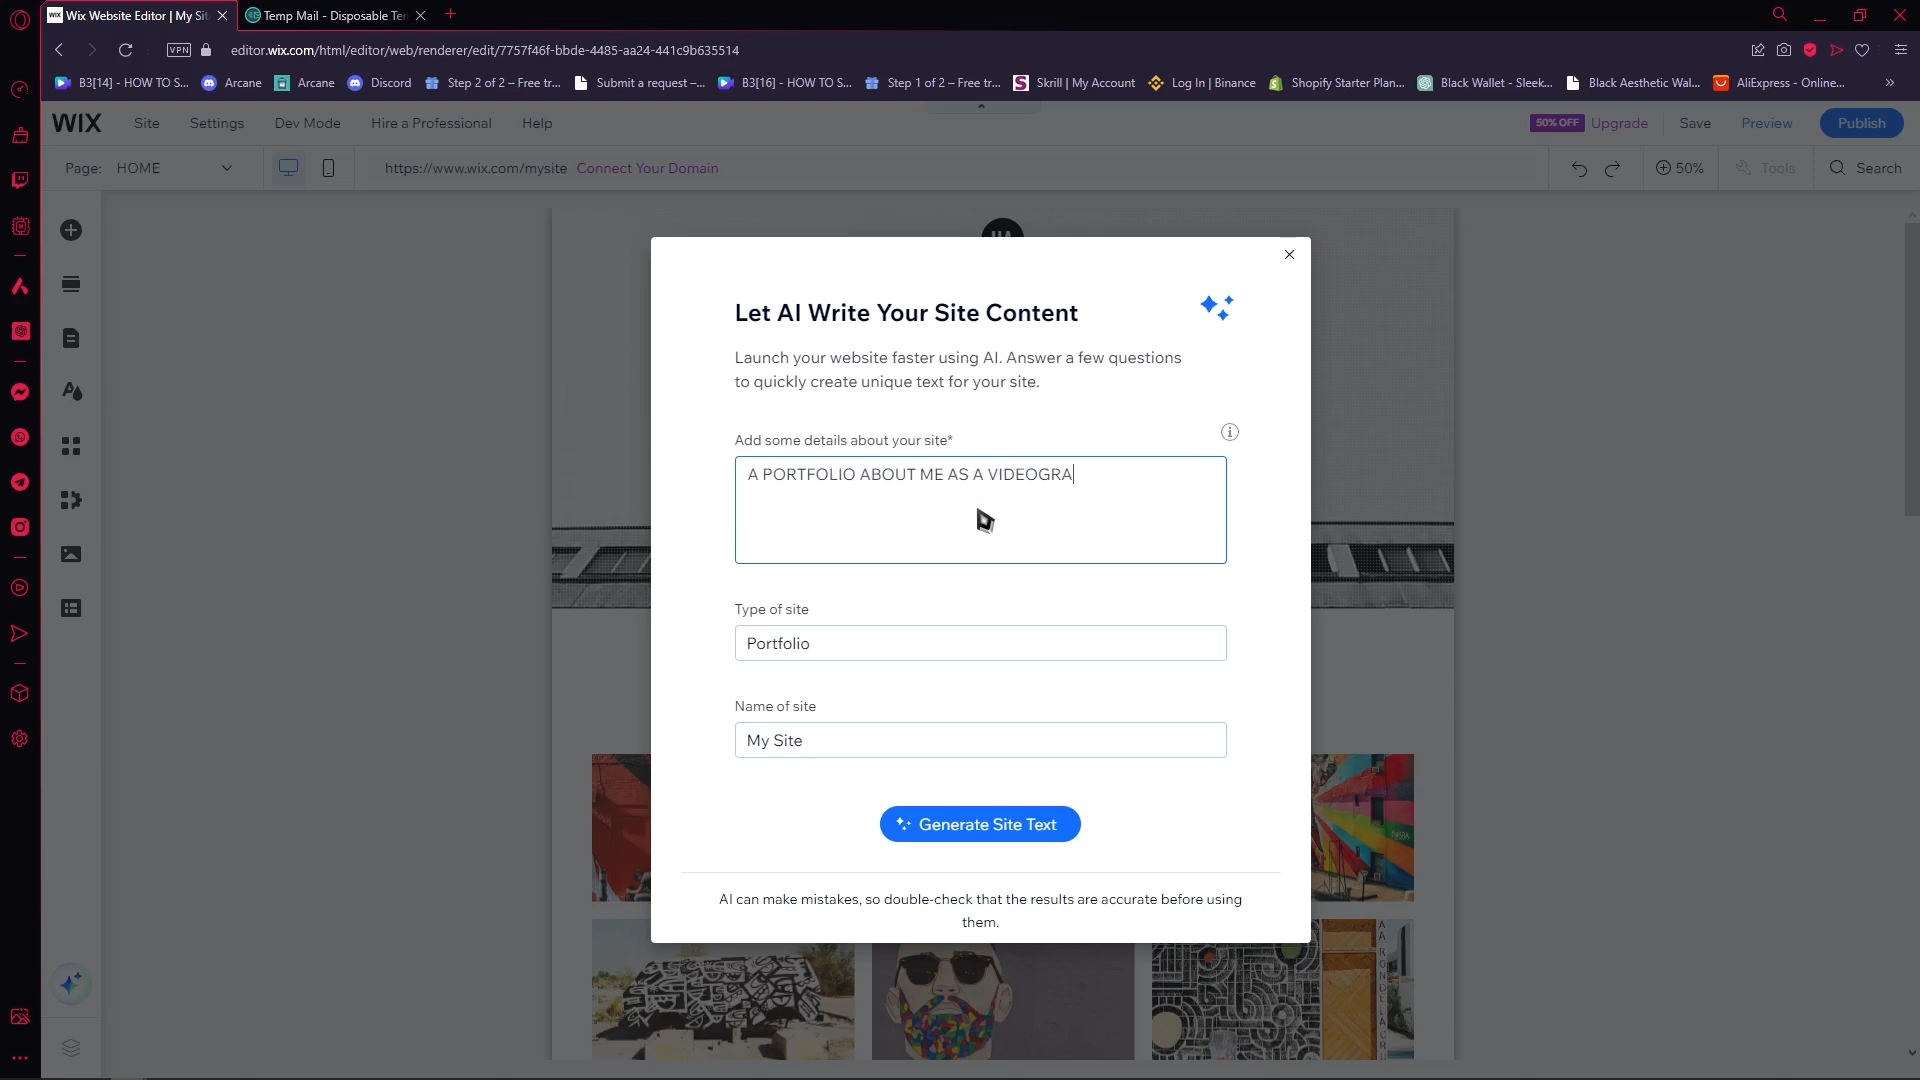 Wix Website Editor | My Sit
Temp Mail - Disposable Te
VPN
editor.wix.com/html/editor/web/renderer/edit/7757f46f-bbde-4485-aa24-441c9b635514
B3[14] - HOW TO S...
Arcane
Arcane
Discord
Step 2 of 2 – Free tr...
Submit a request –...
B3[16] - HOW TO S...
Step 1 of 2 – Free tr...
Skrill | My Account
Log In | Binance
Shopify Starter Plan...
Black Wallet - Sleek...
Black Aesthetic Wal...
AliExpress - Online...
WIX
Site
Settings
Dev Mode
Hire a Professional
Help
50% OFF
Upgrade
Save
Preview
Publish
Page: HOME
https://www.wix.com/mysite Connect Your Domain
50%
Tools
Search
Let AI Write Your Site Content
Launch your website faster using AI. Answer a few questions
to quickly create unique text for your site.
Add some details about your site*
A PORTFOLIO ABOUT ME AS A VIDEOGRA
Type of site
Portfolio
Name of site
My Site
Generate Site Text
AI can make mistakes, so double-check that the results are accurate before using
them.